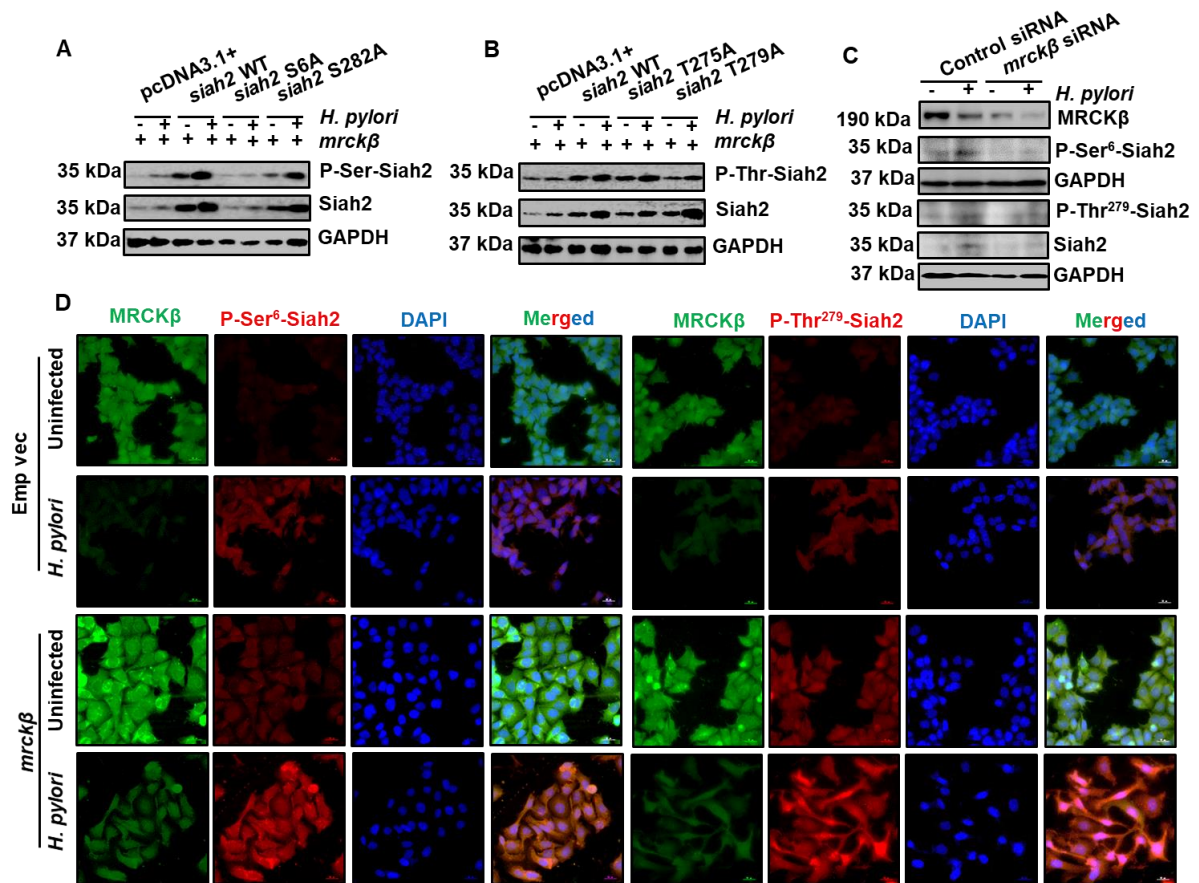 A
pcDNA3.1+
siah2 WT
siah2 S6A
siah2 S282A
- + - + - + - + H. pylori
+ + + + + + + + mrckβ
35 kDa P-Ser-Siah2
35 kDa Siah2
37 kDa GAPDH
B
pcDNA3.1+
siah2 WT
siah2 T275A
siah2 T279A
- + - + - + - + H. pylori
+ + + + + + + + mrckβ
35 kDa P-Thr-Siah2
35 kDa Siah2
37 kDa GAPDH
C
Control siRNA
mrckβ siRNA
- + - + H. pylori
190 kDa MRCKβ
35 kDa P-Ser⁶-Siah2
37 kDa GAPDH
35 kDa P-Thr²⁷⁹-Siah2
35 kDa Siah2
37 kDa GAPDH
D
MRCKβ P-Ser⁶-Siah2 DAPI Merged MRCKβ P-Thr²⁷⁹-Siah2 DAPI Merged
Emp vec
Uninfected
H. pylori
mrckβ
Uninfected
H. pylori